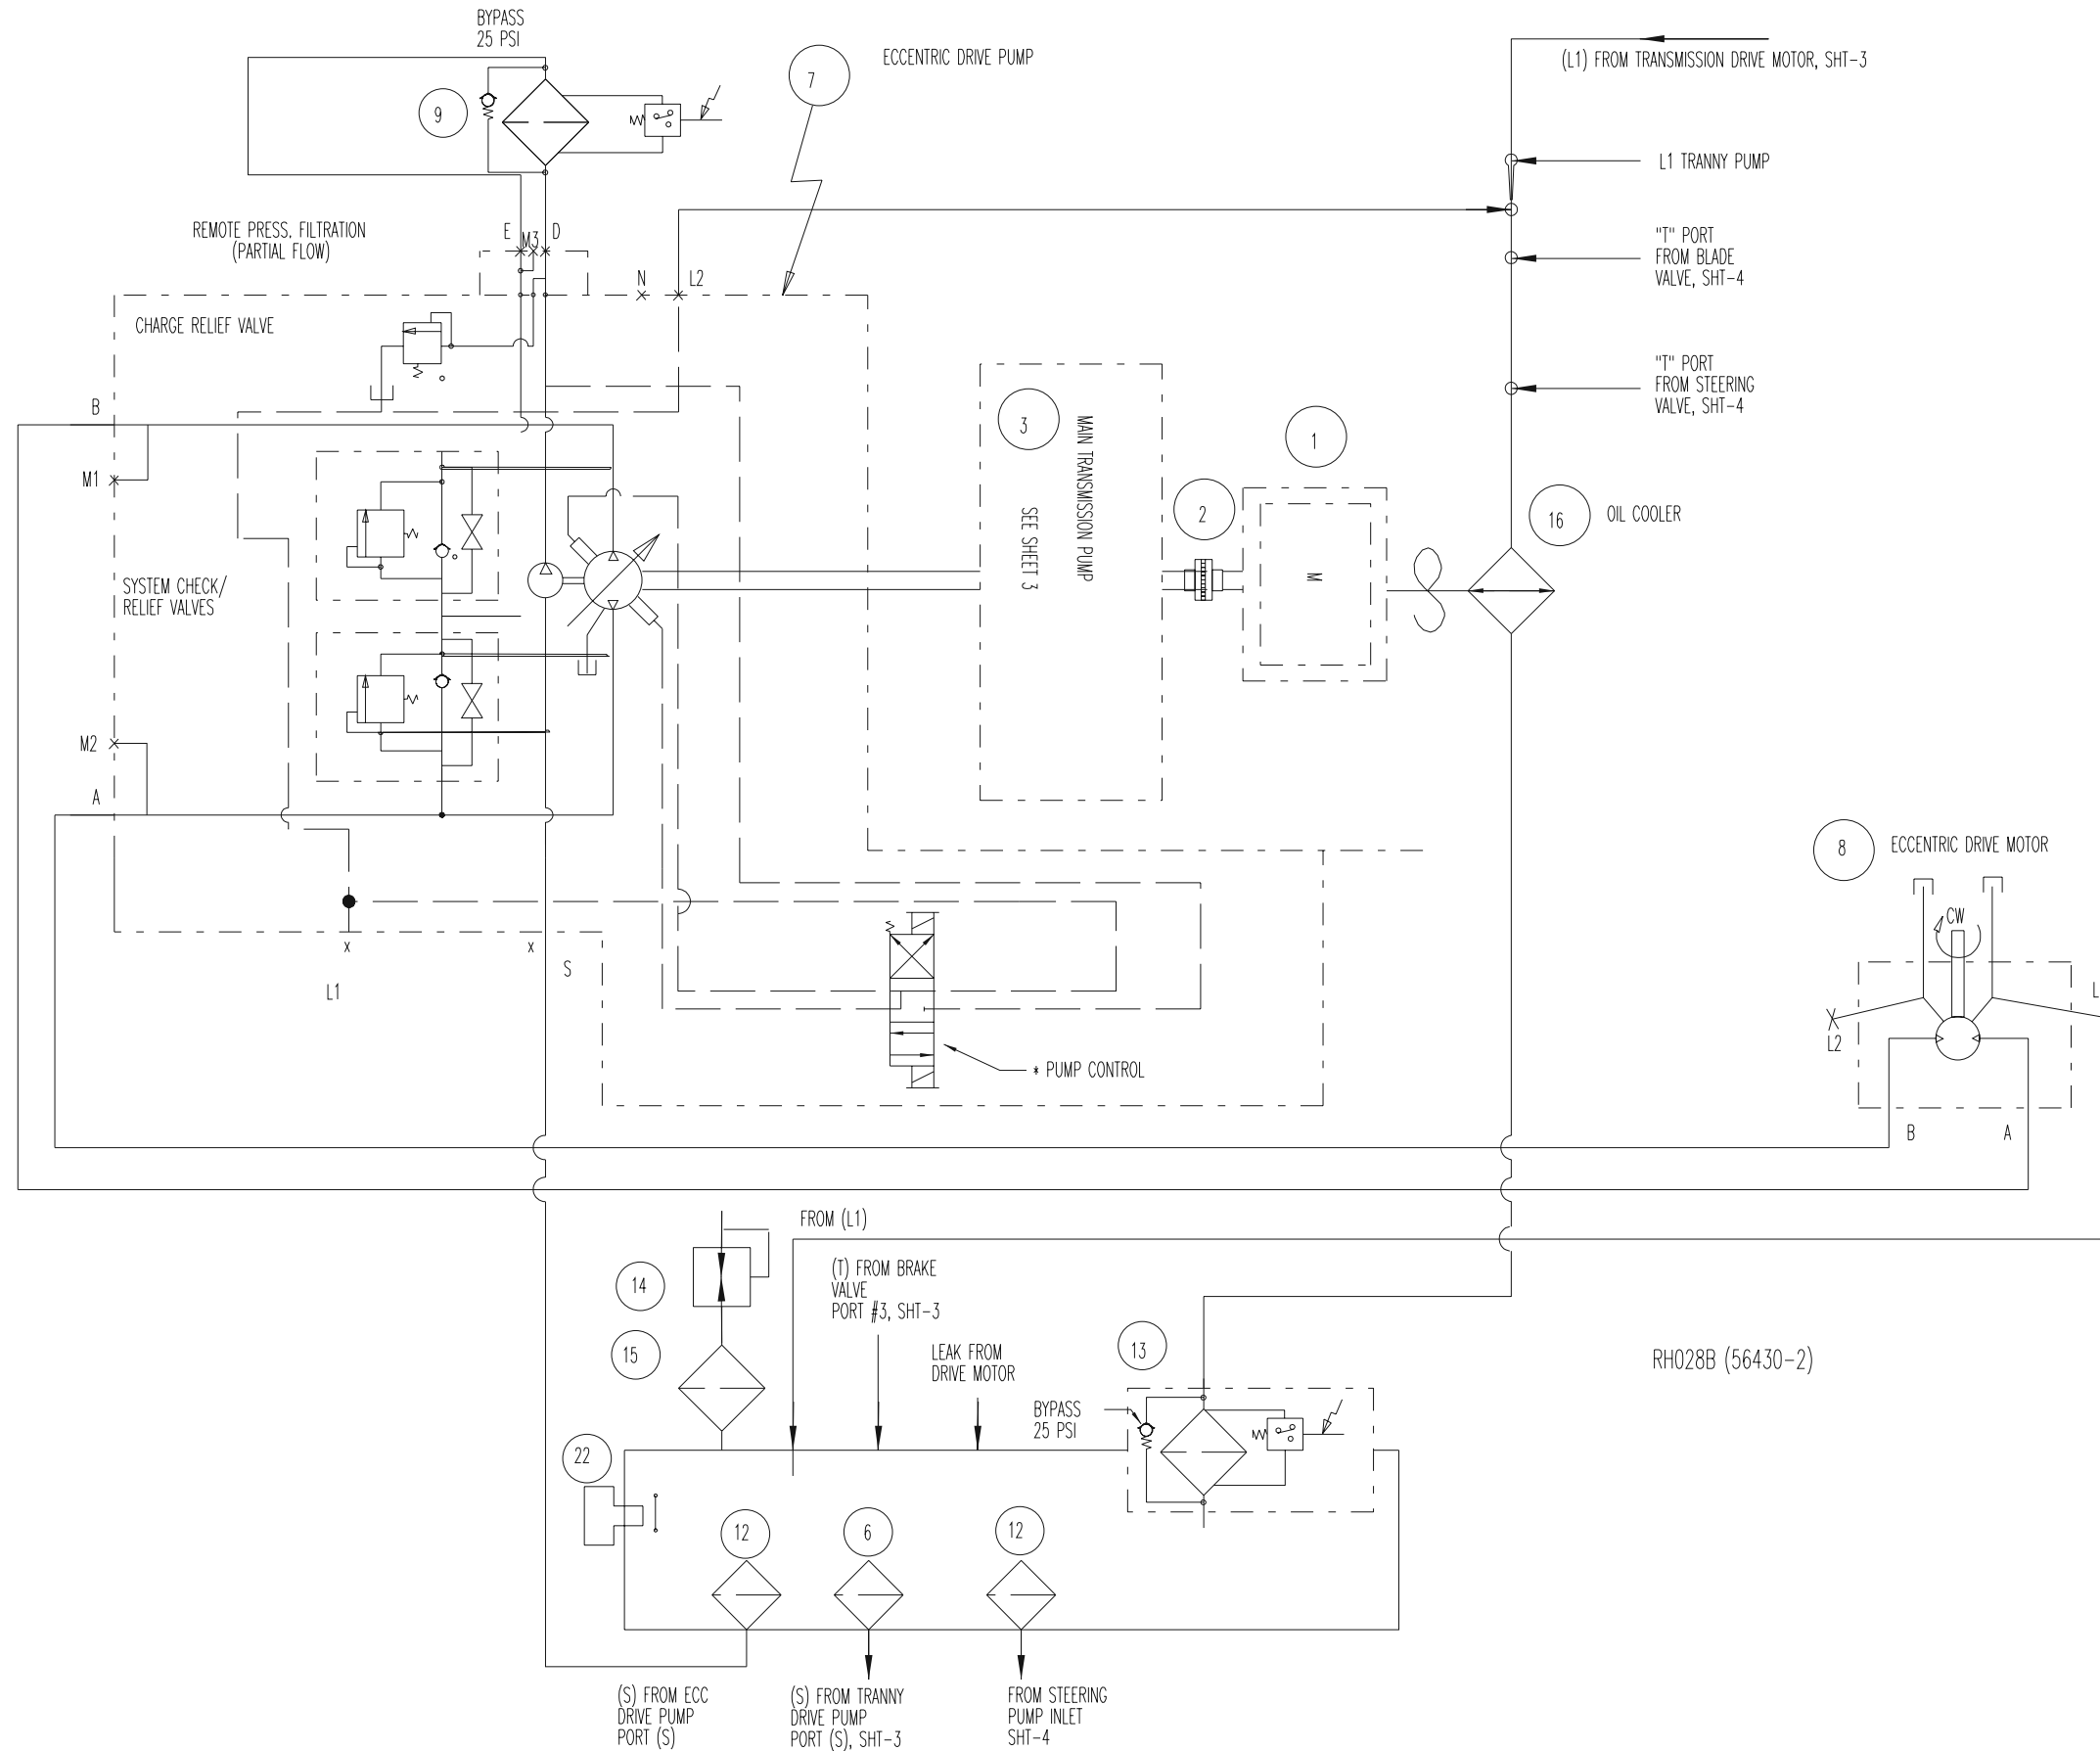 BYPASS
25 PSI
9
7
ECCENTRIC DRIVE PUMP
(L1) FROM TRANSMISSION DRIVE MOTOR, SHT-3
L1 TRANNY PUMP
REMOTE PRESS. FILTRATION
(PARTIAL FLOW)
E
M3
D
"T" PORT
FROM BLADE
VALVE, SHT-4
N
L2
CHARGE RELIEF VALVE
"T" PORT
FROM STEERING
VALVE, SHT-4
B
3
MAIN TRANSMISSION PUMP
SEE SHEET 3
1
M1
2
16
OIL COOLER
M
SYSTEM CHECK/
RELIEF VALVES
M2
A
8
ECCENTRIC DRIVE MOTOR
CW
X
X
S
L1
L
L2
* PUMP CONTROL
B
A
FROM (L1)
14
(T) FROM BRAKE
VALVE
PORT #3, SHT-3
15
LEAK FROM
DRIVE MOTOR
13
RH028B (56430-2)
BYPASS
25 PSI
22
12
6
12
(S) FROM ECC
DRIVE PUMP
PORT (S)
(S) FROM TRANNY
DRIVE PUMP
PORT (S), SHT-3
FROM STEERING
PUMP INLET
SHT-4